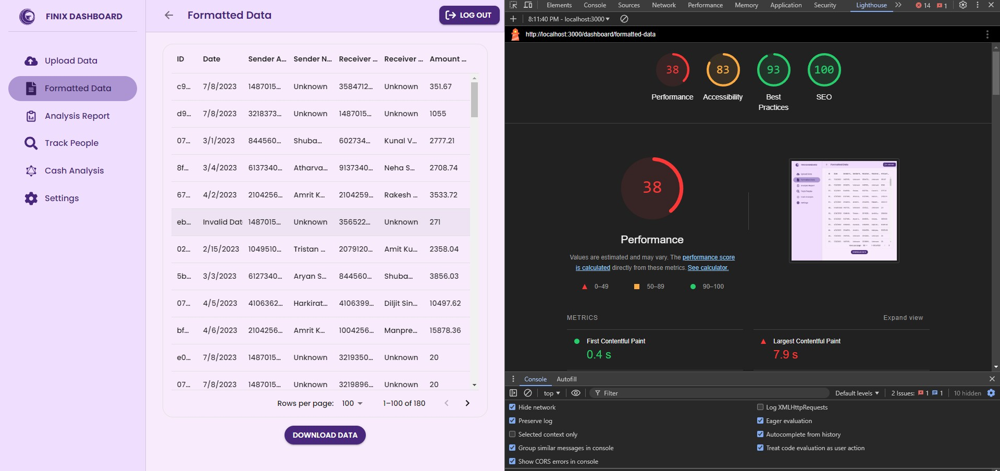 FINIX DASHBOARD
Upload Data
Formatted Data
Analysis Report
Track People
Cash Analysis
Settings
Formatted Data
LOG OUT
ID Date Sender A... Sender N... Receiver ... Receiver ... Amount ...
c9... 7/8/2023 1487015... Unknown 3584712... Unknown 351.67
d9... 7/8/2023 3218373... Unknown 1487015... Unknown 1055
07... 3/1/2023 844560... Shuba... 602734... Kunal V... 2777.21
8f... 3/4/2023 6137340... Atharva... 9137340... Neha S... 2708.74
67... 4/2/2023 2104256... Amrit K... 2104259... Rakesh ... 3533.72
eb... Invalid Dat 1487015... Unknown 356522... Unknown 271
02... 2/15/2023 1049510... Tristan ... 2079120... Amit Ku... 2358.04
5b... 3/3/2023 6127340... Aryan S... 844560... Shuba... 3856.03
07... 4/5/2023 4106362... Harkirat... 4106399... Diljit Sin... 10497.62
bf... 4/6/2023 2104256... Amrit K... 1004256... Manpre... 15878.36
e0... 7/8/2023 1487015... Unknown 3219350... Unknown 20
07... 7/8/2023 1487015... Unknown 3219896... Unknown 20
Rows per page: 100 1–100 of 180
DOWNLOAD DATA
Elements Console Sources Network Performance Memory Application Security Lighthouse 14 1
8:11:40 PM - localhost:3000
http://localhost:3000/dashboard/formatted-data
38 83 93 100
Performance Accessibility Best Practices SEO
38
Performance
Values are estimated and may vary. The performance score
is calculated directly from these metrics. See calculator.
0–49 50–89 90–100
FINIX DASHBOARD
Formatted Data
METRICS Expand view
First Contentful Paint Largest Contentful Paint
0.4 s 7.9 s
Console Autofill
top Filter Default levels 2 Issues: 1 1 10 hidden
Hide network Log XMLHttpRequests
Preserve log Eager evaluation
Selected context only Autocomplete from history
Group similar messages in console Treat code evaluation as user action
Show CORS errors in console